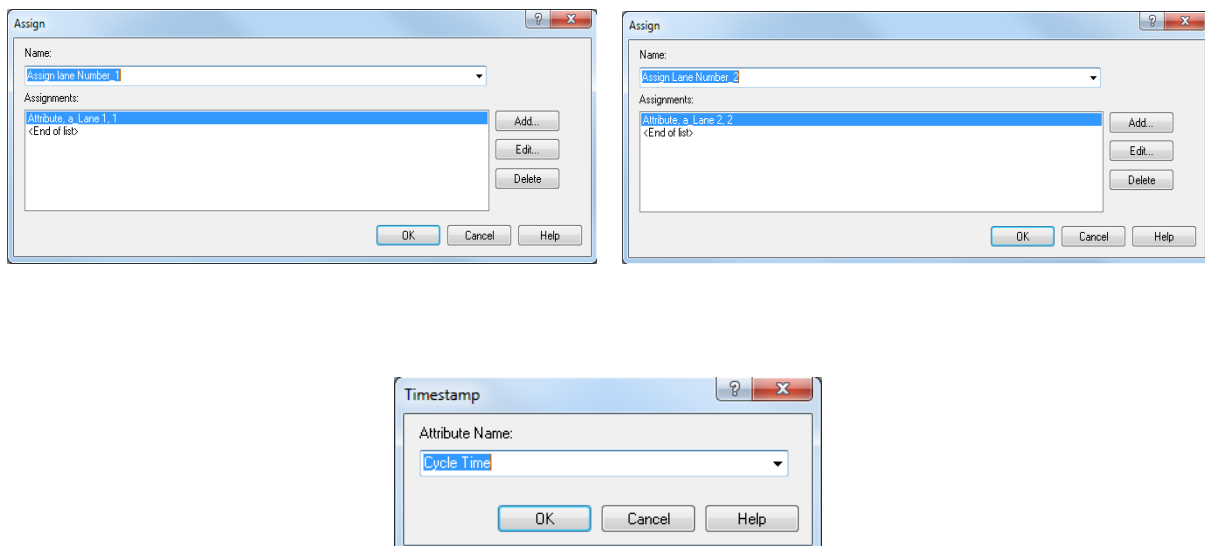 Assign
Name:
Assign lane Number_1
Assignments:
Attribute, a_Lane 1, 1
<End of list>
Add...
Edit...
Delete
OK Cancel Help
Assign
Name:
Assign Lane Number_2
Assignments:
Attribute, a_Lane 2, 2
<End of list>
Add...
Edit...
Delete
OK Cancel Help
Timestamp
Attribute Name:
Cycle Time
OK Cancel Help